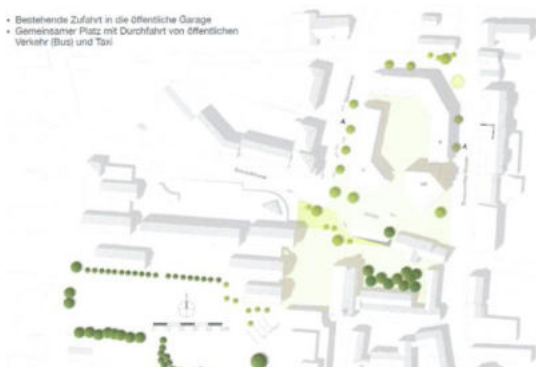 • Bestehende Zufahrt in die öffentliche Garage
• Gemeinsamer Platz mit Durchfahrt von öffentlichen
Verkehr (Bus) und Taxi
A
A